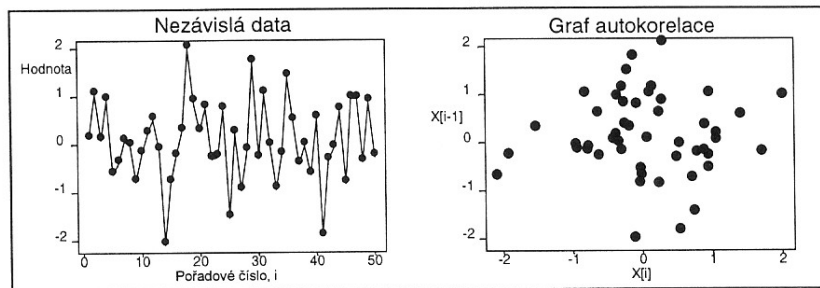 Nezávislá data
Hodnota
2
1
0
-1
-2
0 10 20 30 40 50
Pořadové číslo, i
Graf autokorelace
X[i-1]
2
1
0
-1
-2
-2 -1 0 1 2
X[i]